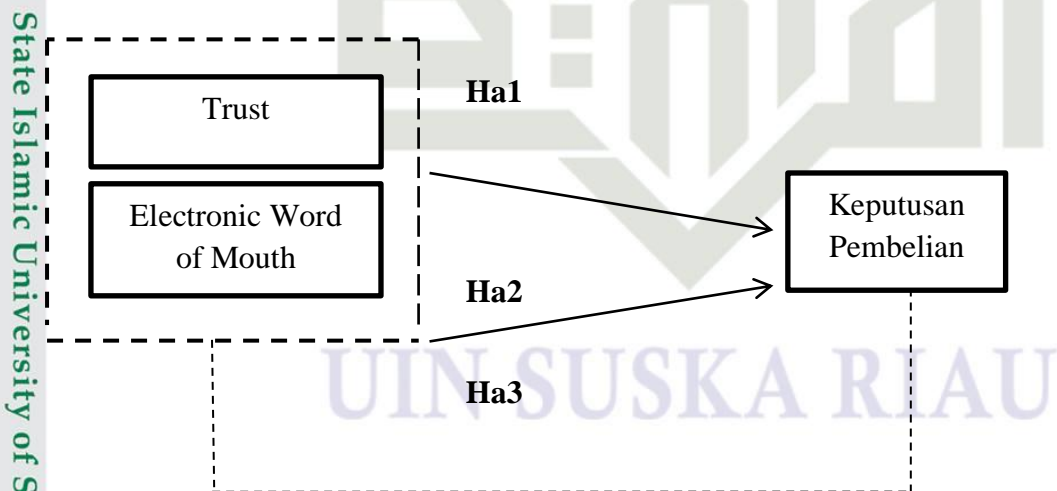 State Islamic University of S
Ha1
Trust
Electronic Word
of Mouth
Keputusan
Pembelian
Ha2
UIN SUSKA RIAU
Ha3